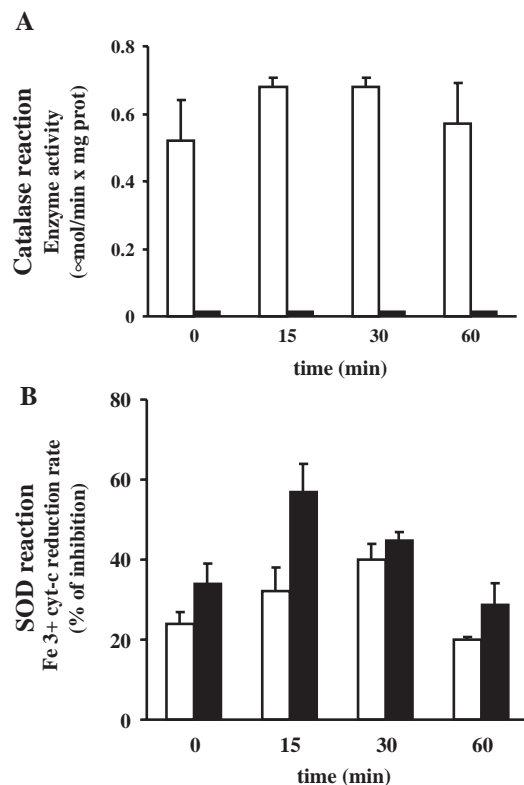 A
Catalase reaction
Enzyme activity
(∝mol/min x mg prot)
0.8
0.6
0.4
0.2
0
0 15 30 60
time (min)
B
SOD reaction
Fe 3+ cyt-c reduction rate
(% of inhibition)
80
60
40
20
0
0 15 30 60
time (min)